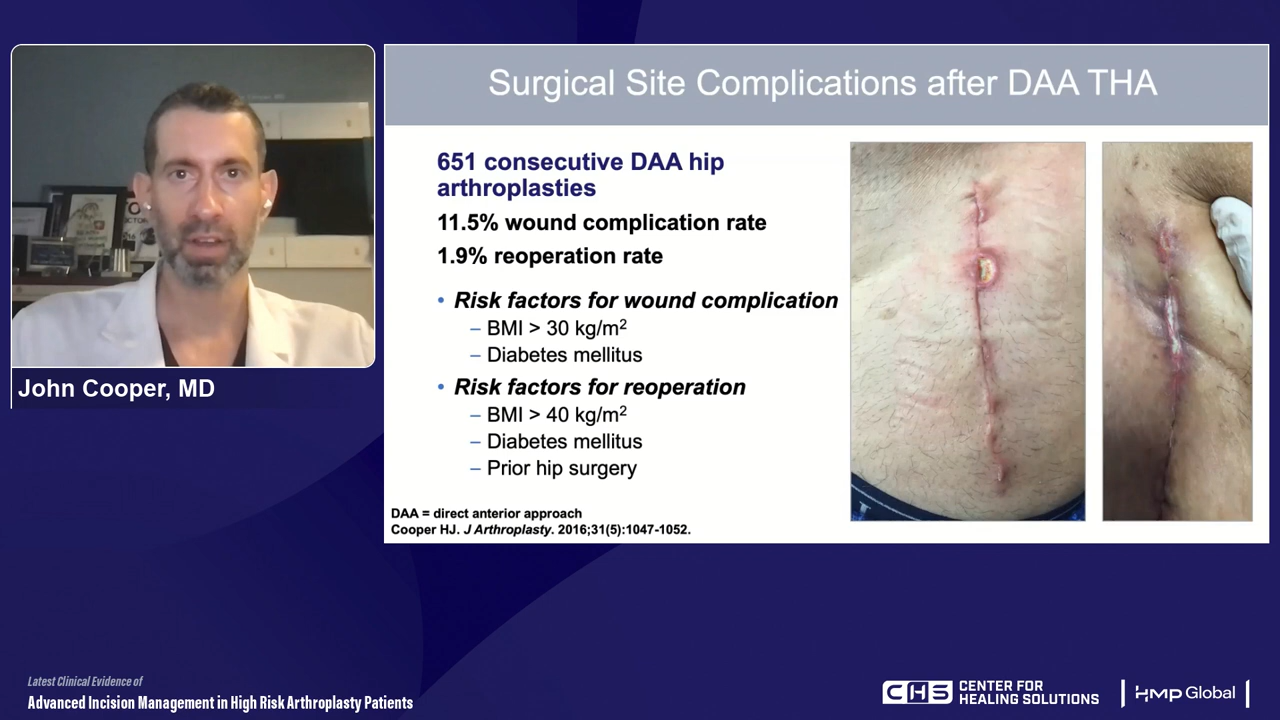 Surgical Site Complications after DAA THA
651 consecutive DAA hip
arthroplasties
11.5% wound complication rate
1.9% reoperation rate
• Risk factors for wound complication
– BMI > 30 kg/m²
– Diabetes mellitus
• Risk factors for reoperation
– BMI > 40 kg/m²
– Diabetes mellitus
– Prior hip surgery
DAA = direct anterior approach
Cooper HJ. J Arthroplasty. 2016;31(5):1047-1052.
John Cooper, MD
Latest Clinical Evidence of
Advanced Incision Management in High Risk Arthroplasty Patients
CHS CENTER FOR
HEALING SOLUTIONS
HMP Global